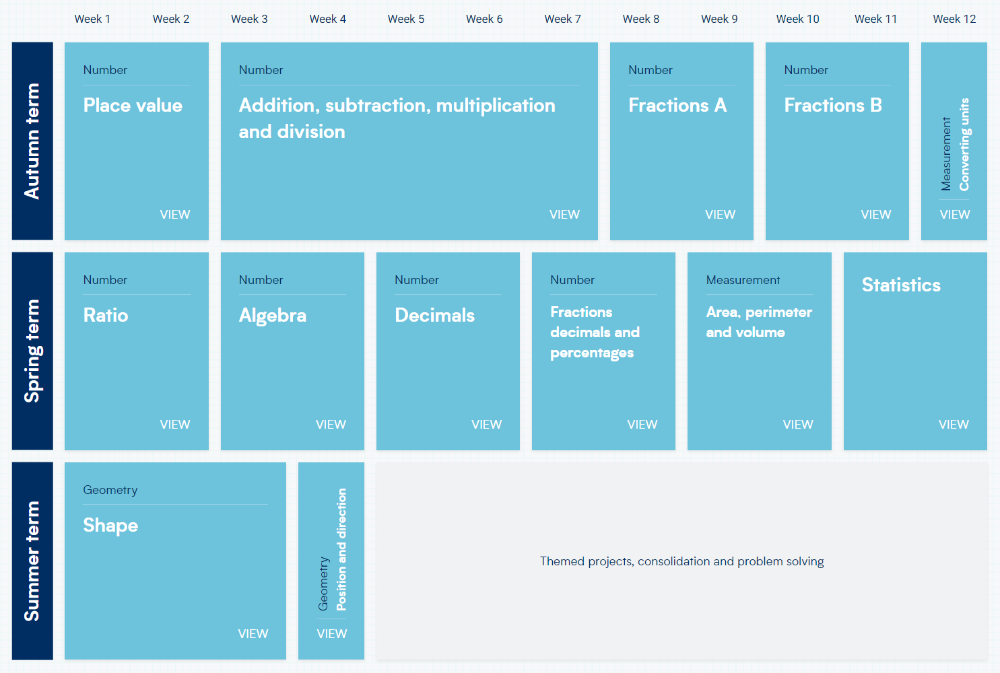 Week 1 Week 2 Week 3 Week 4 Week 5 Week 6 Week 7 Week 8 Week 9 Week 10 Week 11 Week 12
Autumn term
Number
Place value
VIEW
Number
Addition, subtraction, multiplication
and division
VIEW
Number
Fractions A
VIEW
Number
Fractions B
VIEW
Measurement
Converting units
VIEW
Spring term
Number
Ratio
VIEW
Number
Algebra
VIEW
Number
Decimals
VIEW
Number
Fractions
decimals and
percentages
VIEW
Measurement
Area, perimeter
and volume
VIEW
Statistics
VIEW
Summer term
Geometry
Shape
VIEW
Geometry
Position and direction
VIEW
Themed projects, consolidation and problem solving